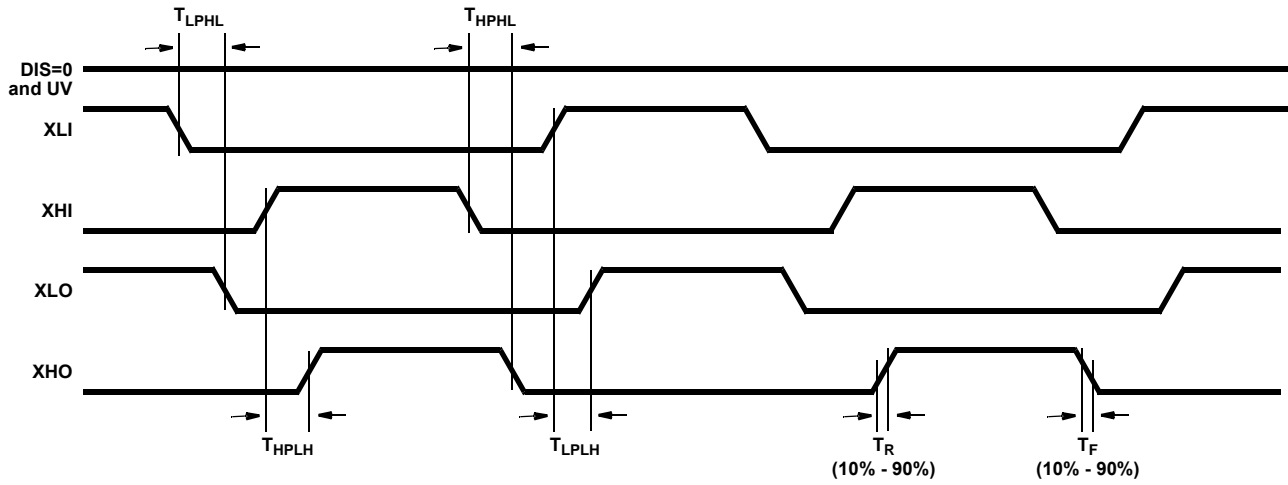 TLPHL THPHL
DIS=0
and UV
XLI
XHI
XLO
XHO
THPLH TLPLH TR TF
(10% - 90%) (10% - 90%)